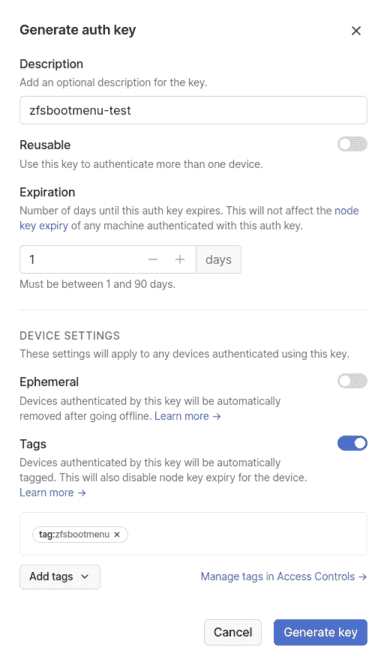 Generate auth key
Description
Add an optional description for the key.
zfsbootmenu-test
Reusable
Use this key to authenticate more than one device.
Expiration
Number of days until this auth key expires. This will not affect the node
key expiry of any machine authenticated with this auth key.
1 days
Must be between 1 and 90 days.
DEVICE SETTINGS
These settings will apply to any devices authenticated using this key.
Ephemeral
Devices authenticated by this key will be automatically
removed after going offline. Learn more →
Tags
Devices authenticated by this key will be automatically
tagged. This will also disable node key expiry for the device.
Learn more →
tag:zfsbootmenu ×
Add tags
Manage tags in Access Controls →
Cancel
Generate key